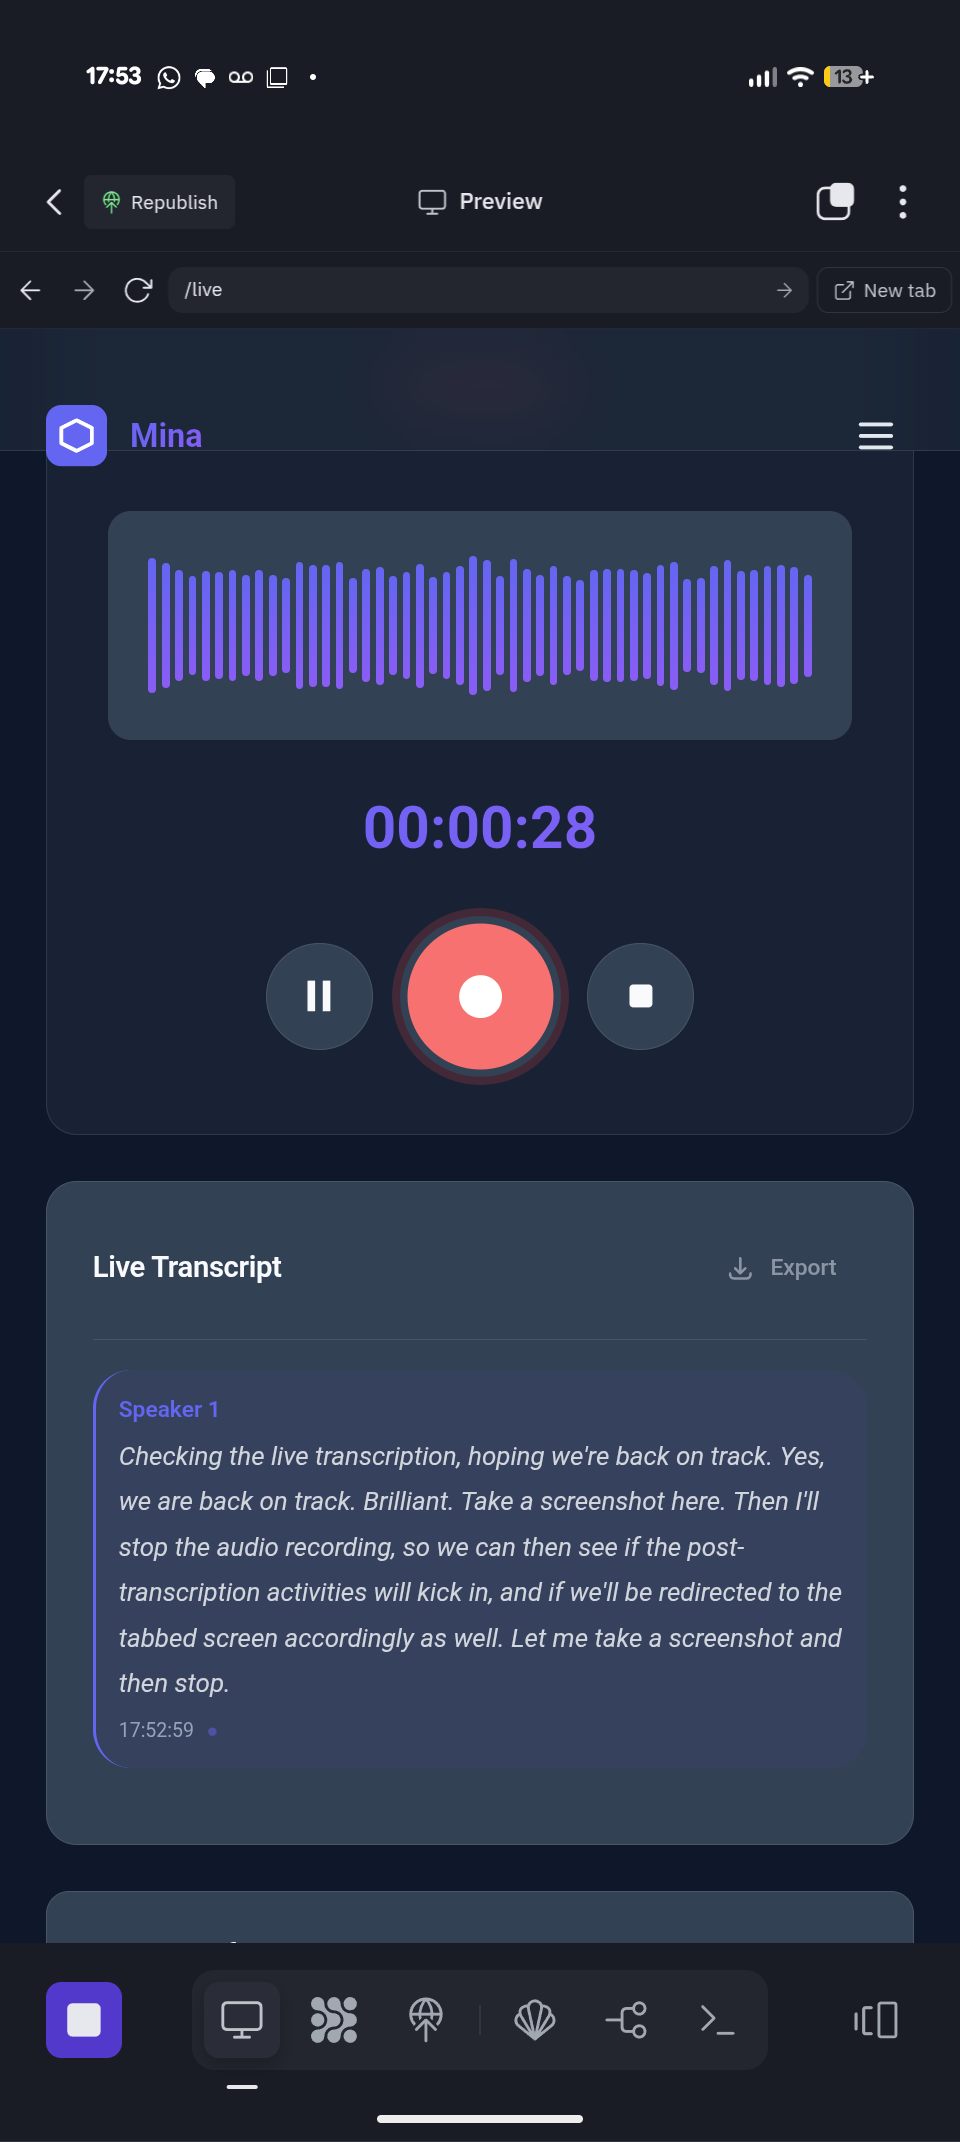 17:53
13
Republish
Preview
/live
New tab
Mina
00:00:28
Live Transcript
Export
Speaker 1
Checking the live transcription, hoping we're back on track. Yes,
we are back on track. Brilliant. Take a screenshot here. Then I'll
stop the audio recording, so we can then see if the post-
transcription activities will kick in, and if we'll be redirected to the
tabbed screen accordingly as well. Let me take a screenshot and
then stop.
17:52:59